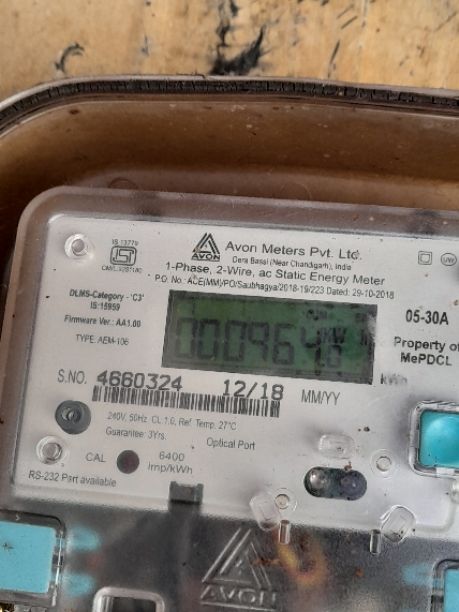 IS 13779
AVON
Avon Meters Pvt. Ltd.
Dera Bassi (Near Chandigarh), India
1-Phase, 2-Wire, ac Static Energy Meter
P.O. No.: ACE(MM)/PO/Saubhagya/2018-19/223 Dated: 29-10-2018
DLMS-Category - 'C3'
IS:15959
Firmware Ver.: AA1.00
TYPE: AEM-106
05-30A
Property of
MePDCL
000964.
kWh
S.NO. 4660324 12/18 MM/YY
240V, 50Hz CL 1.0, Ref. Temp. 27°C
Guarantee: 3Yrs.
Optical Port
CAL
6400
Imp/kWh
RS-232 Port available
AVON